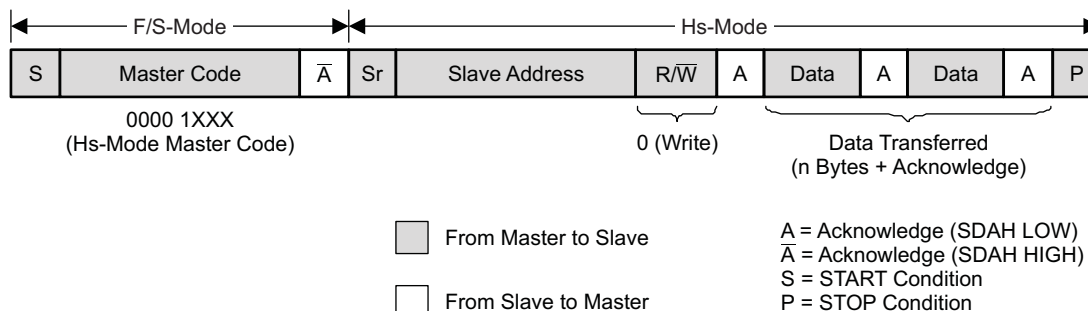 F/S-Mode Hs-Mode
S Master Code A̅ Sr Slave Address R/W̅ A Data A Data A P
0000 1XXX
(Hs-Mode Master Code)
0 (Write)
Data Transferred
(n Bytes + Acknowledge)
From Master to Slave
From Slave to Master
A = Acknowledge (SDAH LOW)
A̅ = Acknowledge (SDAH HIGH)
S = START Condition
P = STOP Condition